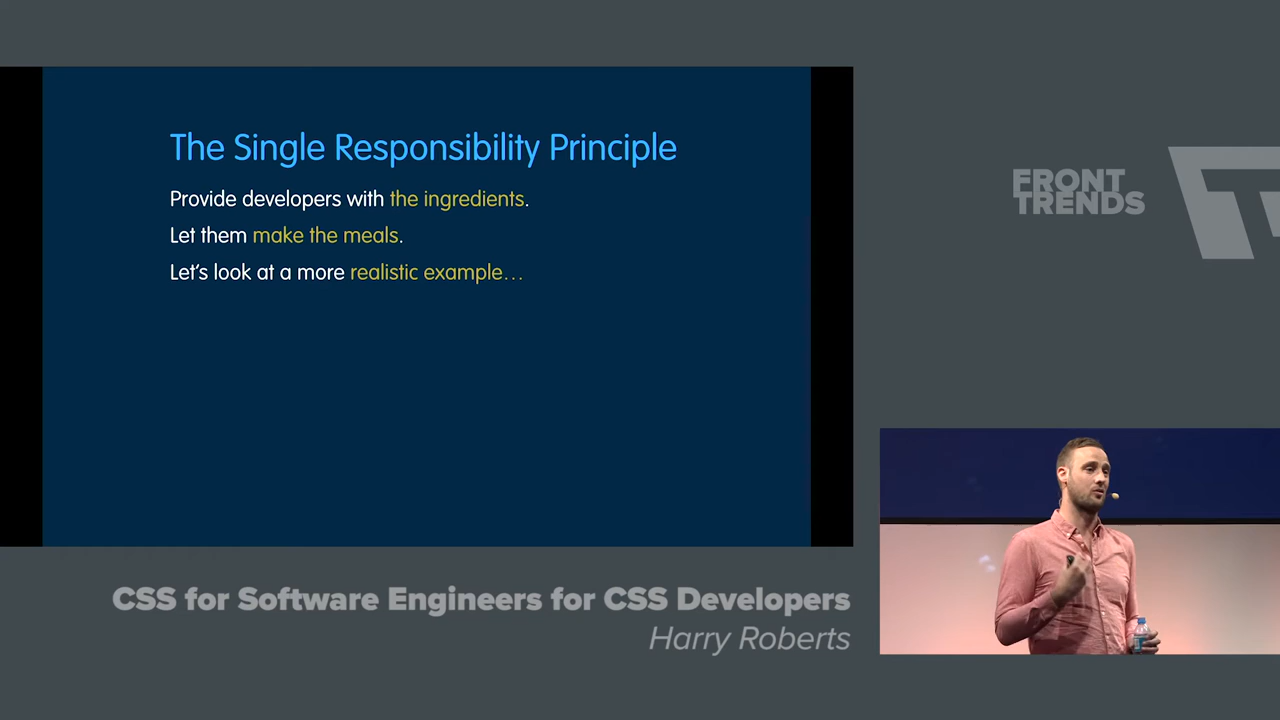 The Single Responsibility Principle
Provide developers with the ingredients.
Let them make the meals.
Let’s look at a more realistic example…
FRONT
TRENDS
CSS for Software Engineers for CSS Developers
Harry Roberts